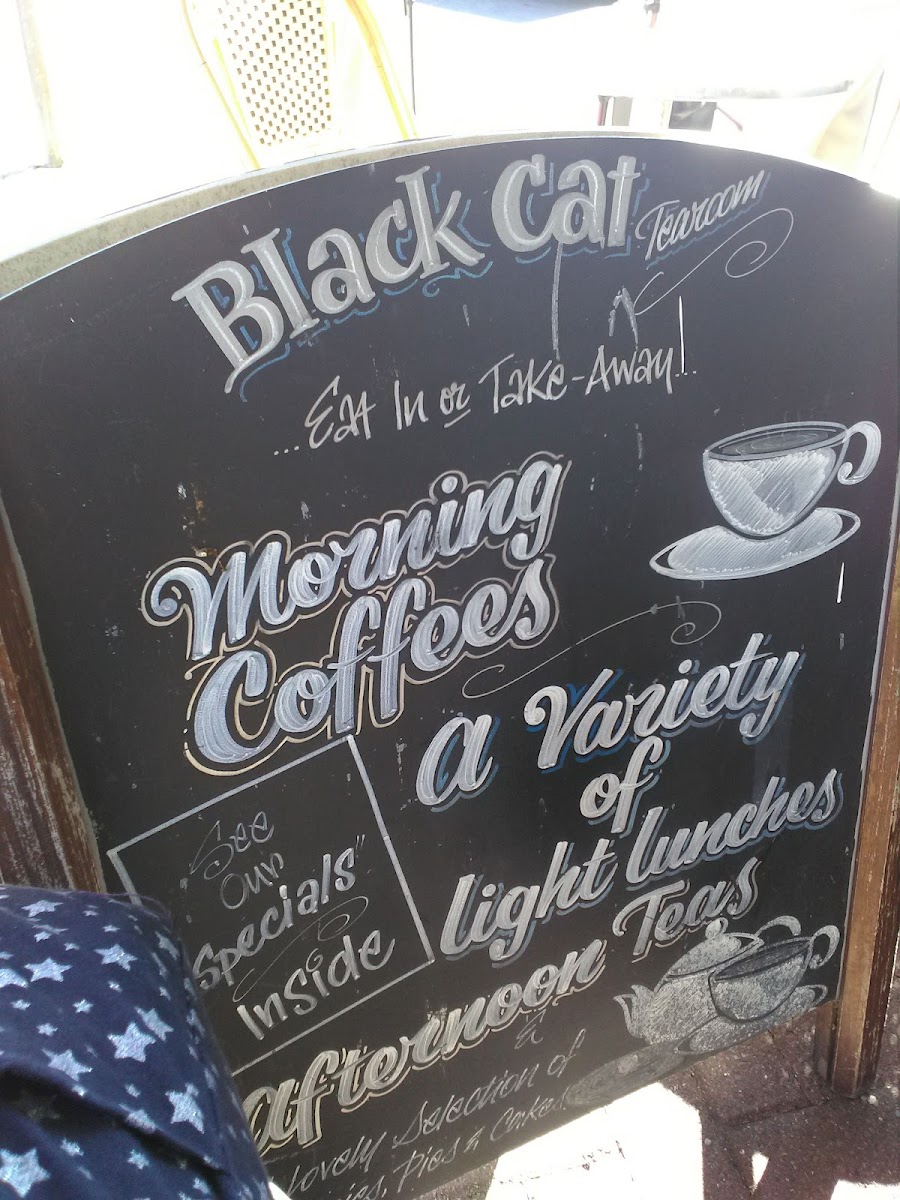 Black Cat Tearoom
...Eat In or Take-Away!..
Morning
Coffees
a Variety
of
light lunches
"See
Our
Specials"
Inside
Afternoon Teas
&
Lovely Selection of
Pies & Cakes